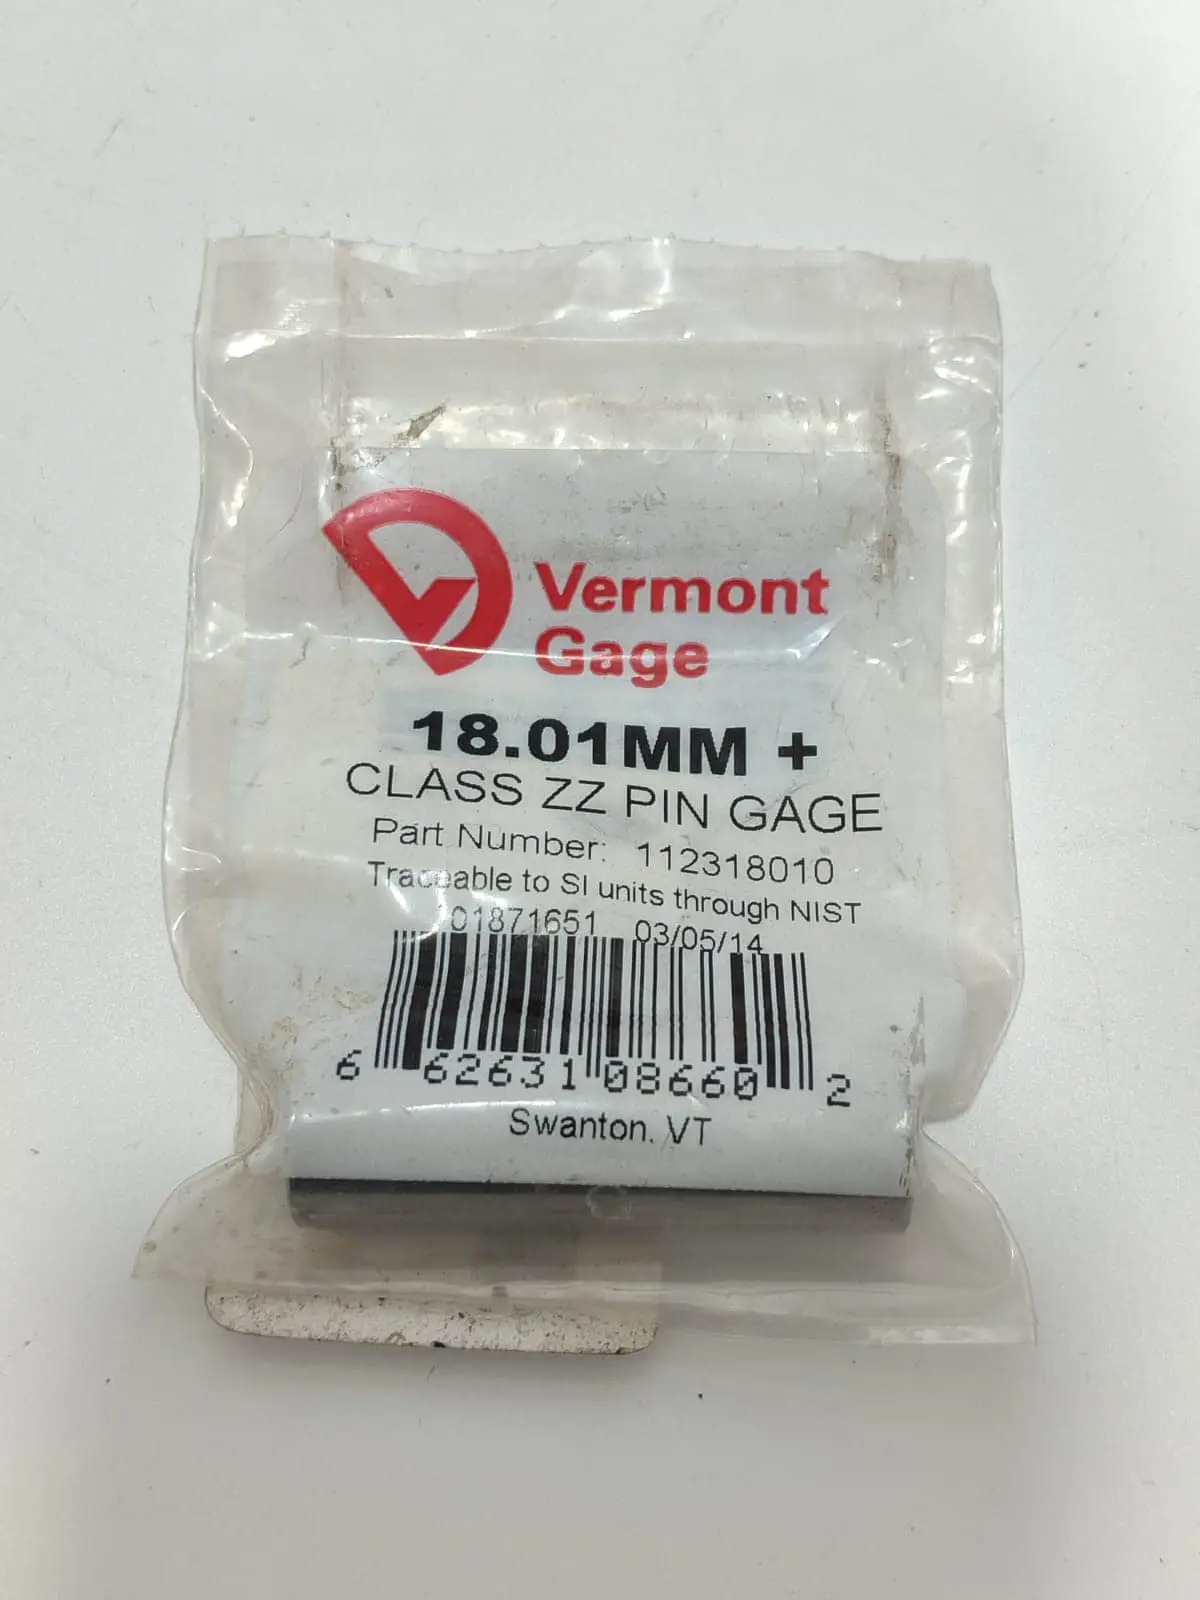 Vermont
Gage
18.01MM +
CLASS ZZ PIN GAGE
Part Number: 112318010
Traceable to SI units through NIST
101871651 03/05/14
6 62631 08660 2
Swanton, VT